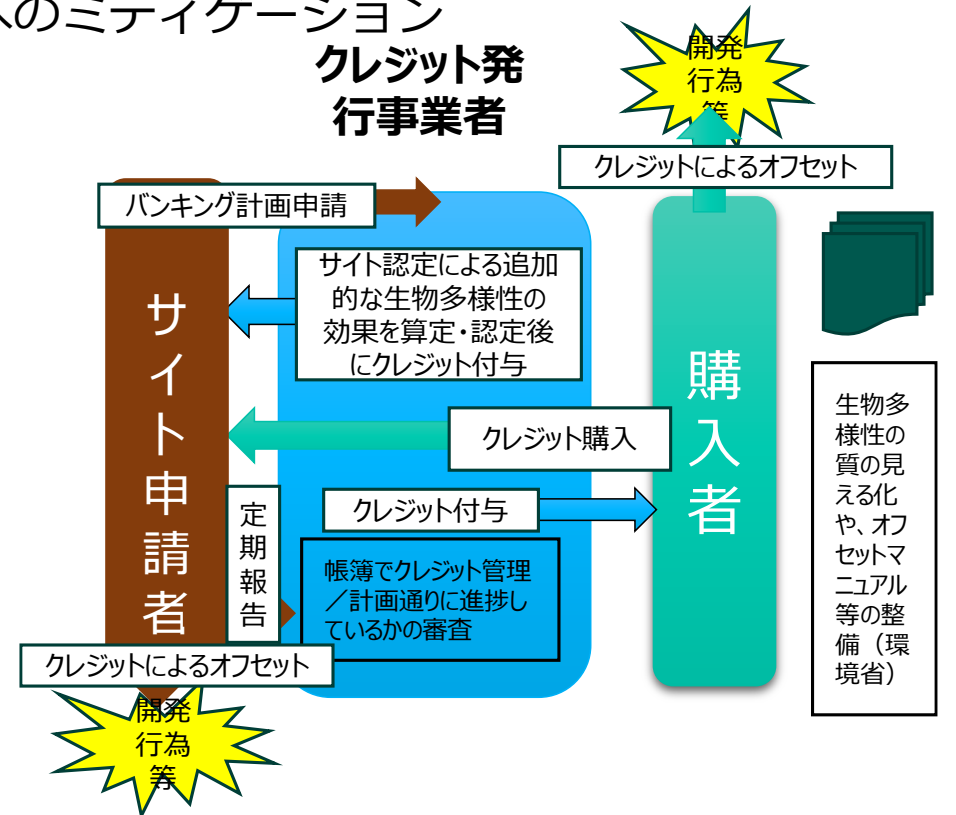 へのミティケーション
クレジット発
行事業者
開発
行為
等
クレジットによるオフセット
バンキング計画申請
サイト認定による追加
的な生物多様性の
効果を算定・認定後
にクレジット付与
サイト申請者
購入者
クレジット購入
クレジット付与
定期報告
帳簿でクレジット管理
／計画通りに進捗し
ているかの審査
生物多
様性の
質の見
える化
や、オフ
セットマ
ニュアル
等の整
備（環
境省）
クレジットによるオフセット
開発
行為
等